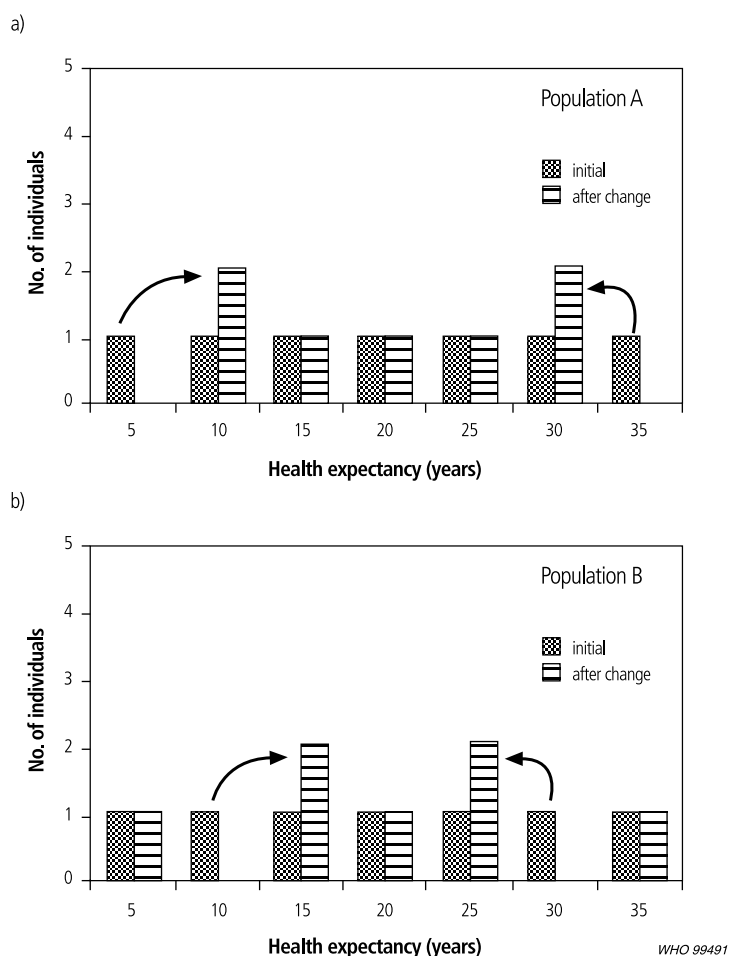 a)
5
4
3
2
1
0
No. of individuals
Population A
initial
after change
5 10 15 20 25 30 35
Health expectancy (years)
b)
5
4
3
2
1
0
No. of individuals
Population B
initial
after change
5 10 15 20 25 30 35
Health expectancy (years)
WHO 99491